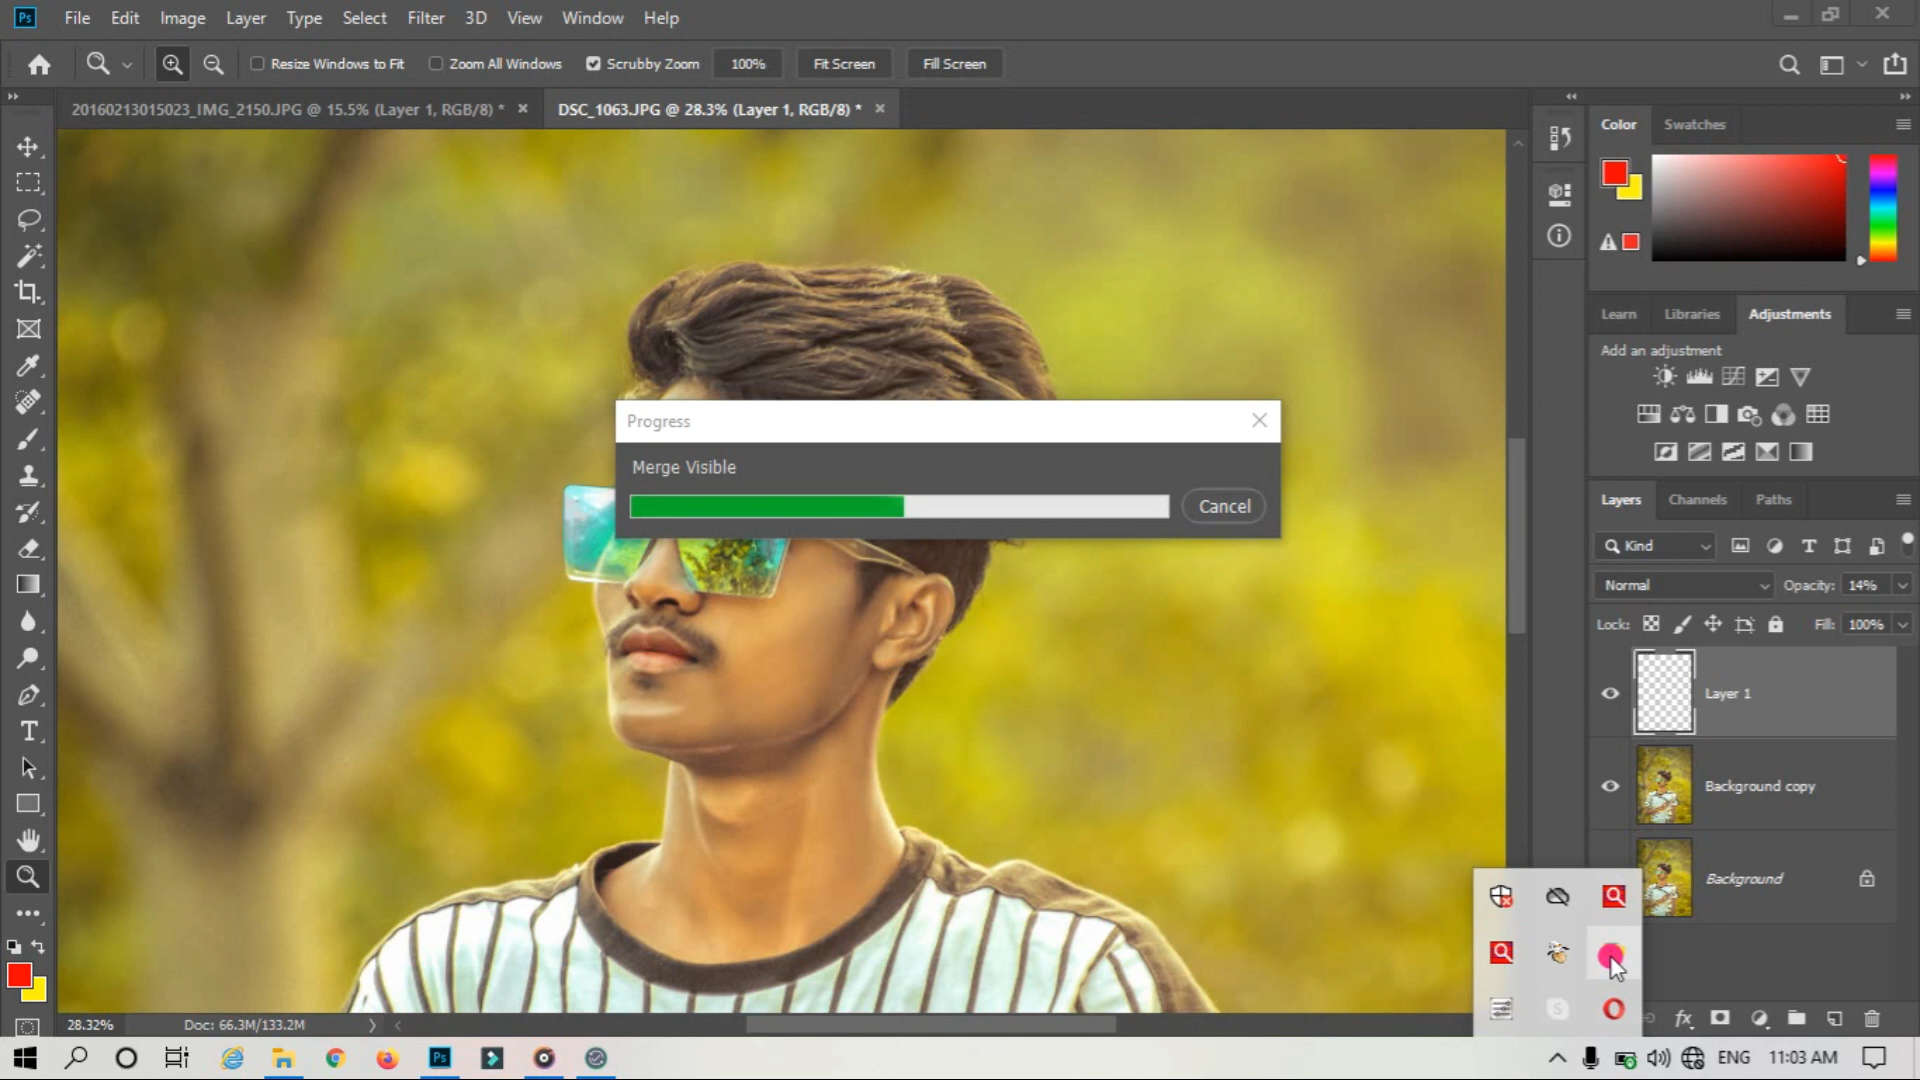 Ps File Edit Image Layer Type Select Filter 3D View Window Help
Resize Windows to Fit Zoom All Windows Scrubby Zoom 100% Fit Screen Fill Screen
20160213015023_IMG_2150.JPG @ 15.5% (Layer 1, RGB/8) * DSC_1063.JPG @ 28.3% (Layer 1, RGB/8) *
Color Swatches
Learn Libraries Adjustments
Add an adjustment
Progress
Merge Visible
Cancel
Layers Channels Paths
Kind
Normal Opacity: 14%
Lock: Fill: 100%
Layer 1
Background copy
Background
28.32% Doc: 66.3M/133.2M
Ps ENG 11:03 AM